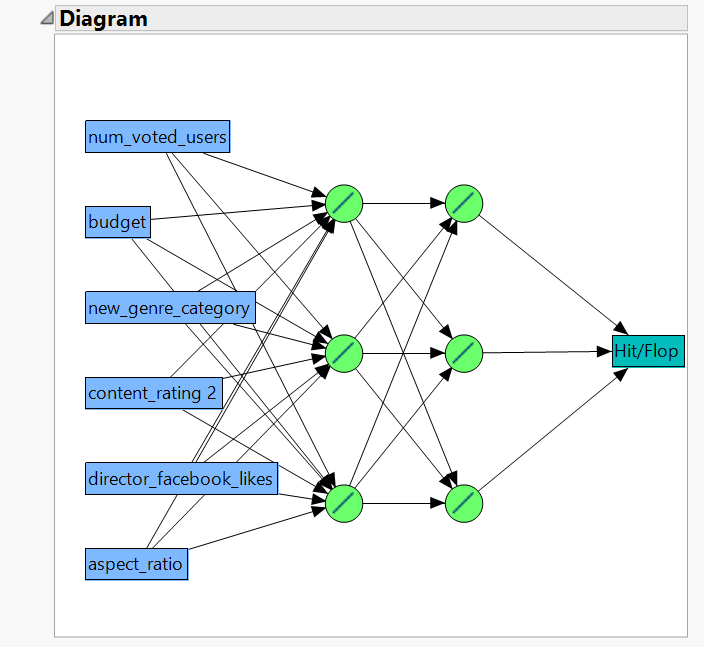 Diagram
num_voted_users
budget
new_genre_category
content_rating 2
director_facebook_likes
aspect_ratio
Hit/Flop